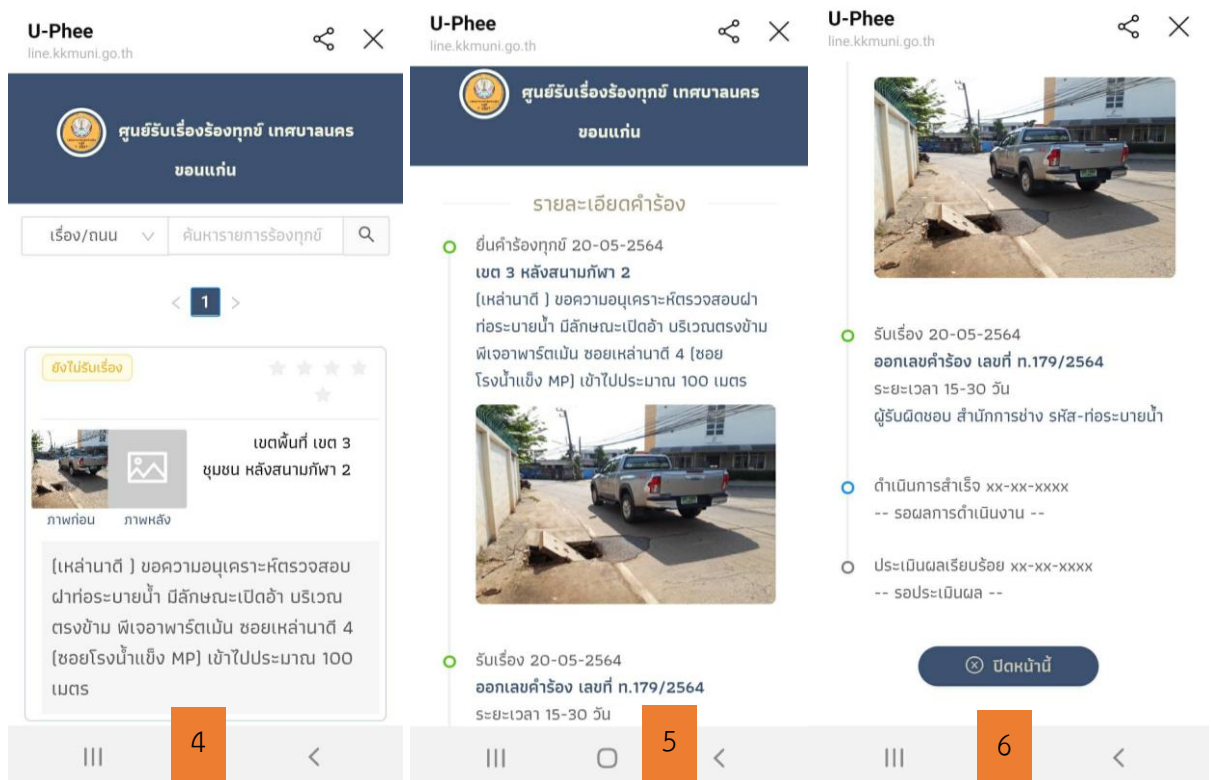 U-Phee
line.kkmuni.go.th
ศูนย์รับเรื่องร้องทุกข์ เทศบาลนคร
ขอนแก่น
เรื่อง/ถนน
ค้นหารายการร้องทุกข์
1
ยังไม่รับเรื่อง
เขตพื้นที่ เขต 3
ชุมชน หลังสนามกีฬา 2
ภาพก่อน ภาพหลัง
(เหล่านาดี ) ขอความอนุเคราะห์ตรวจสอบ
ฝาท่อระบายน้ำ มีลักษณะเปิดอ้า บริเวณ
ตรงข้าม พีเจอาพาร์ตเม้น ซอยเหล่านาดี 4
(ซอยโรงน้ำแข็ง MP) เข้าไปประมาณ 100
เมตร
4
U-Phee
line.kkmuni.go.th
ศูนย์รับเรื่องร้องทุกข์ เทศบาลนคร
ขอนแก่น
รายละเอียดคำร้อง
ยื่นคำร้องทุกข์ 20-05-2564
เขต 3 หลังสนามกีฬา 2
(เหล่านาดี ) ขอความอนุเคราะห์ตรวจสอบฝา
ท่อระบายน้ำ มีลักษณะเปิดอ้า บริเวณตรงข้าม
พีเจอาพาร์ตเม้น ซอยเหล่านาดี 4 (ซอย
โรงน้ำแข็ง MP) เข้าไปประมาณ 100 เมตร
รับเรื่อง 20-05-2564
ออกเลขคำร้อง เลขที่ ท.179/2564
ระยะเวลา 15-30 วัน
5
U-Phee
line.kkmuni.go.th
รับเรื่อง 20-05-2564
ออกเลขคำร้อง เลขที่ ท.179/2564
ระยะเวลา 15-30 วัน
ผู้รับผิดชอบ สำนักการช่าง รหัส-ท่อระบายน้ำ
ดำเนินการสำเร็จ xx-xx-xxxx
-- รอผลการดำเนินงาน --
ประเมินผลเรียบร้อย xx-xx-xxxx
-- รอประเมินผล --
ปิดหน้านี้
6